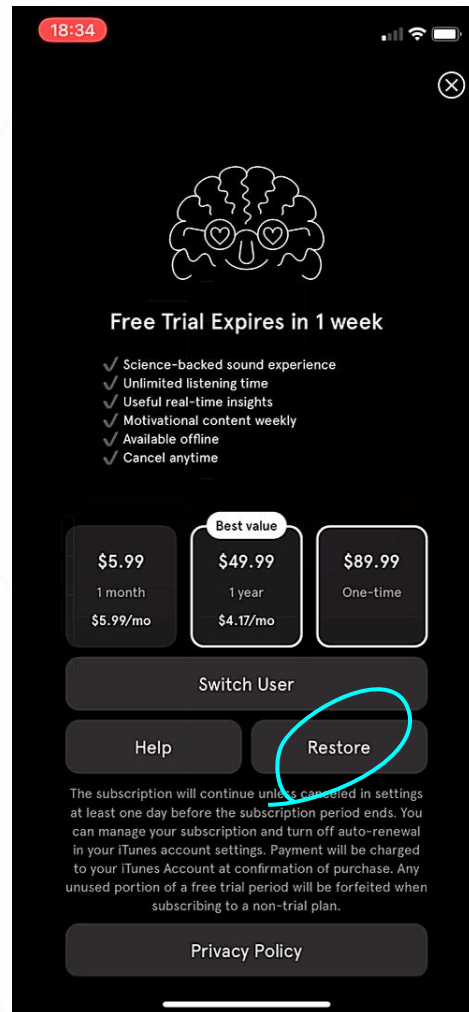 18:34
Free Trial Expires in 1 week
Science-backed sound experience
Unlimited listening time
Useful real-time insights
Motivational content weekly
Available offline
Cancel anytime
Best value
$5.99 $49.99 $89.99
1 month 1 year One-time
$5.99/mo $4.17/mo
Switch User
Help Restore
The subscription will continue unless canceled in settings
at least one day before the subscription period ends. You
can manage your subscription and turn off auto-renewal
in your iTunes account settings. Payment will be charged
to your iTunes Account at confirmation of purchase. Any
unused portion of a free trial period will be forfeited when
subscribing to a non-trial plan.
Privacy Policy